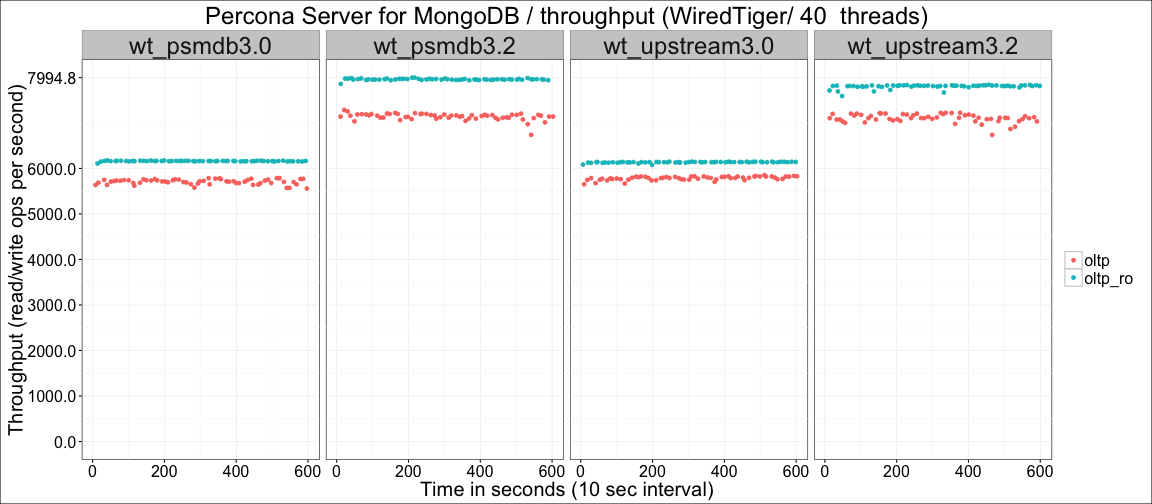 Percona Server for MongoDB / throughput (WiredTiger/ 40  threads)
wt_psmdb3.0
wt_psmdb3.2
wt_upstream3.0
wt_upstream3.2
Throughput (read/write ops per second)
7994.8
6000.0
5000.0
4000.0
3000.0
2000.0
1000.0
0.0
0 200 400 600
0 200 400 600
0 200 400 600
0 200 400 600
Time in seconds (10 sec interval)
oltp
oltp_ro